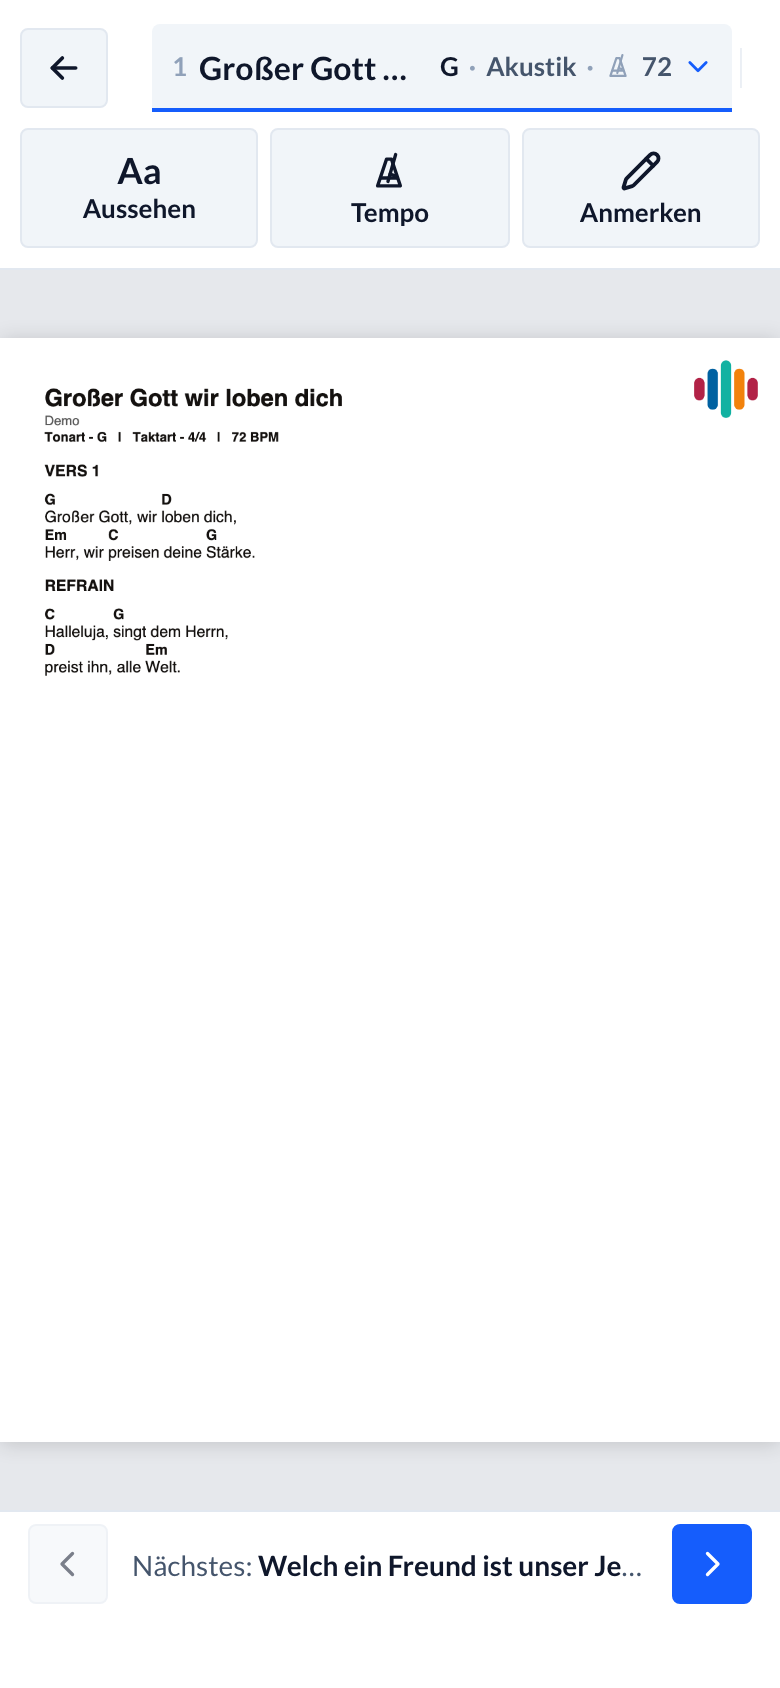 1 Großer Gott ... G · Akustik · 72
Aa
Aussehen
Tempo
Anmerken
Großer Gott wir loben dich
Demo
Tonart - G | Taktart - 4/4 | 72 BPM
VERS 1
G D
Großer Gott, wir loben dich,
Em C G
Herr, wir preisen deine Stärke.
REFRAIN
C G
Halleluja, singt dem Herrn,
D Em
preist ihn, alle Welt.
Nächstes: Welch ein Freund ist unser Je...